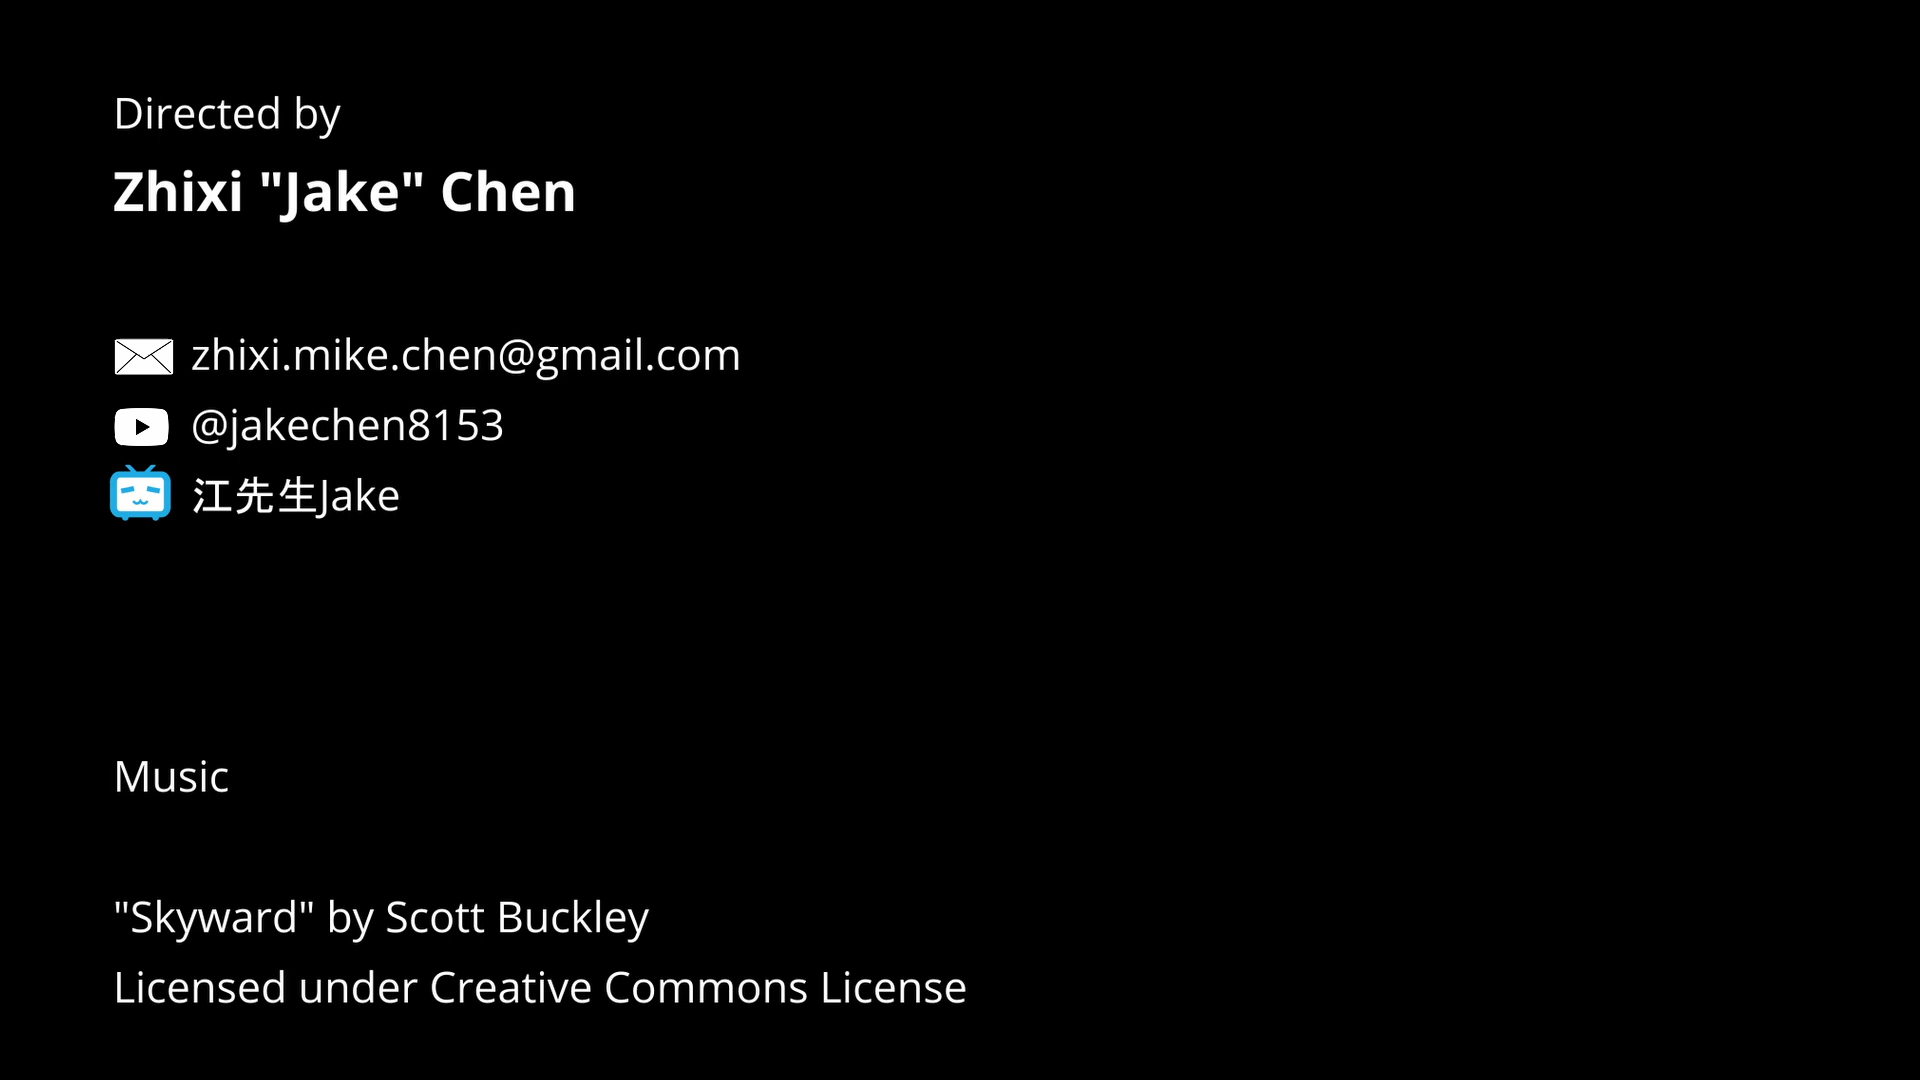 Directed by
Zhixi "Jake" Chen
zhixi.mike.chen@gmail.com
@jakechen8153
江先生Jake
Music
"Skyward" by Scott Buckley
Licensed under Creative Commons License